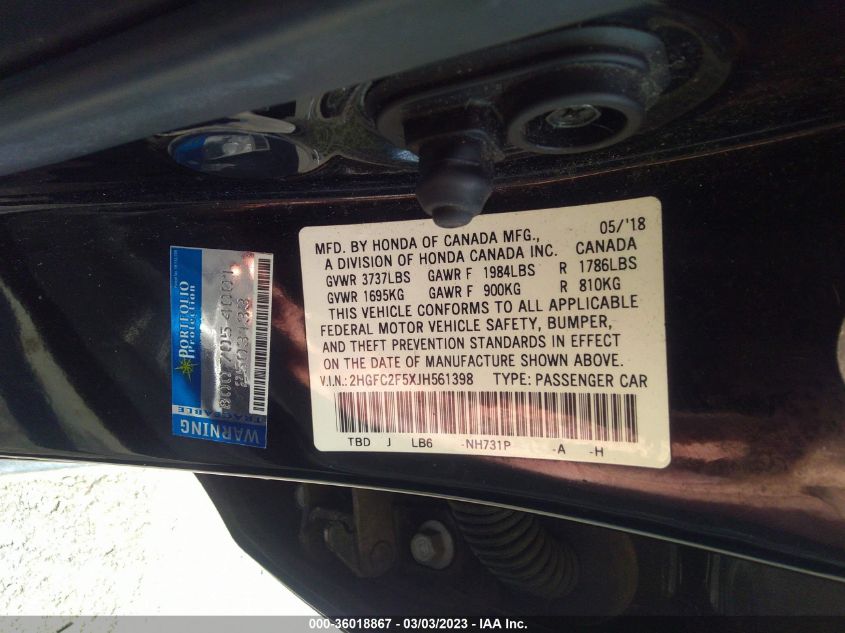 05/'18
MFD. BY HONDA OF CANADA MFG.,
A DIVISION OF HONDA CANADA INC. CANADA
GVWR 3737LBS GAWR F 1984LBS R 1786LBS
GVWR 1695KG GAWR F 900KG R 810KG
THIS VEHICLE CONFORMS TO ALL APPLICABLE
FEDERAL MOTOR VEHICLE SAFETY, BUMPER,
AND THEFT PREVENTION STANDARDS IN EFFECT
ON THE DATE OF MANUFACTURE SHOWN ABOVE.
V.I.N.: 2HGFC2F5XJH561398 TYPE: PASSENGER CAR
TBD J LB6 -NH731P -A -H
PORTFOLIO
Protection
WARNING
TRACEABLE
000-36018867 - 03/03/2023 - IAA Inc.